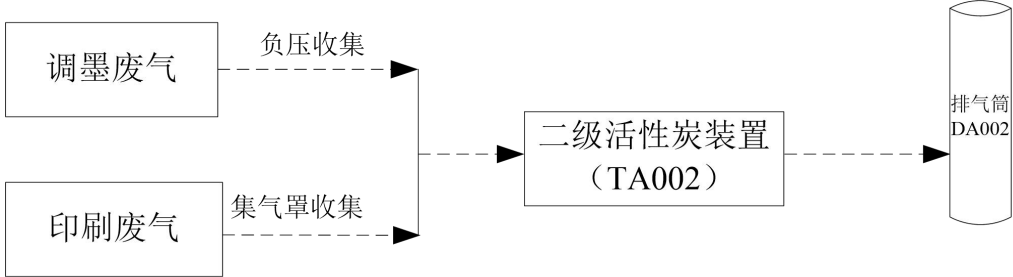 调墨废气
负压收集
印刷废气
集气罩收集
二级活性炭装置
（TA002）
排气筒
DA002